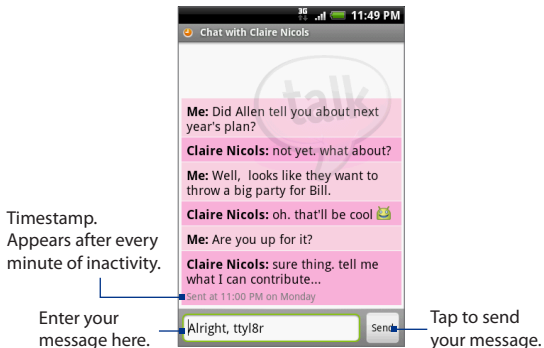 3G 11:49 PM
Chat with Claire Nicols
talk
Me: Did Allen tell you about next
year's plan?
Claire Nicols: not yet. what about?
Me: Well,  looks like they want to
throw a big party for Bill.
Claire Nicols: oh. that'll be cool
Me: Are you up for it?
Claire Nicols: sure thing. tell me
what I can contribute...
Sent at 11:00 PM on Monday
Timestamp.
Appears after every
minute of inactivity.
Alright, ttyl8r
Send
Enter your
message here.
Tap to send
your message.